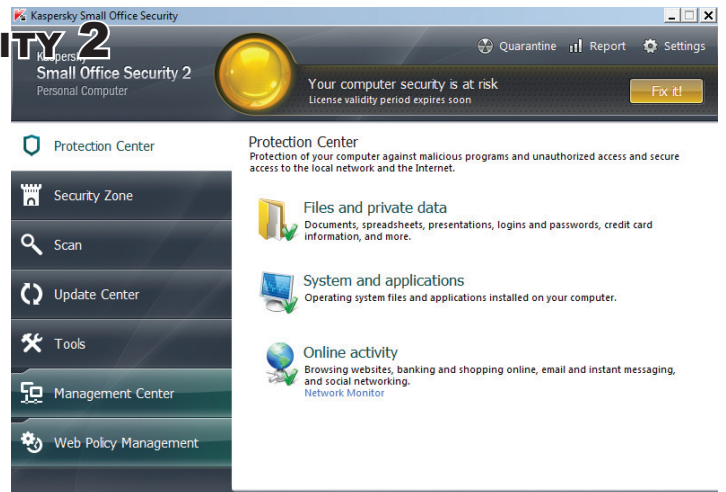 Kaspersky Small Office Security
ITY 2
Kaspersky
Small Office Security 2
Personal Computer
Quarantine
Report
Settings
Your computer security is at risk
License validity period expires soon
Fix it!
Protection Center
Security Zone
Scan
Update Center
Tools
Management Center
Web Policy Management
Protection Center
Protection of your computer against malicious programs and unauthorized access and secure
access to the local network and the Internet.
Files and private data
Documents, spreadsheets, presentations, logins and passwords, credit card
information, and more.
System and applications
Operating system files and applications installed on your computer.
Online activity
Browsing websites, banking and shopping online, email and instant messaging,
and social networking.
Network Monitor